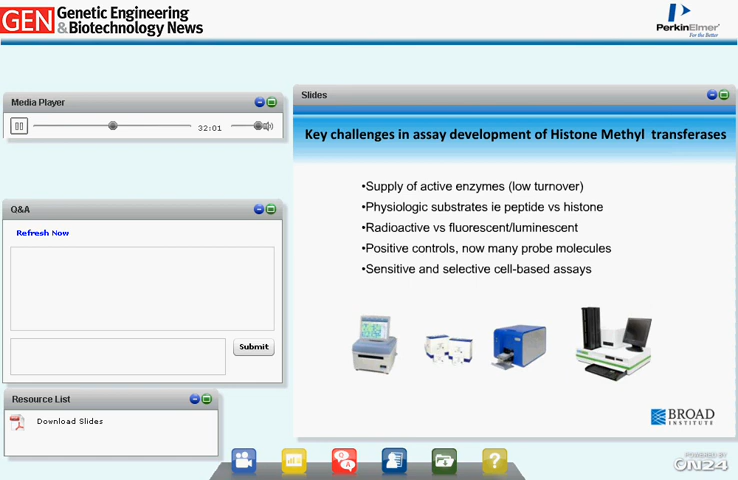 GEN Genetic Engineering
& Biotechnology News
PerkinElmer
For the Better
Media Player
32:01
Slides
Key challenges in assay development of Histone Methyl transferases
•Supply of active enzymes (low turnover)
•Physiologic substrates ie peptide vs histone
•Radioactive vs fluorescent/luminescent
•Positive controls, now many probe molecules
•Sensitive and selective cell-based assays
BROAD
INSTITUTE
Q&A
Refresh Now
Submit
Resource List
Download Slides
Q
A
?
POWERED BY
ON24